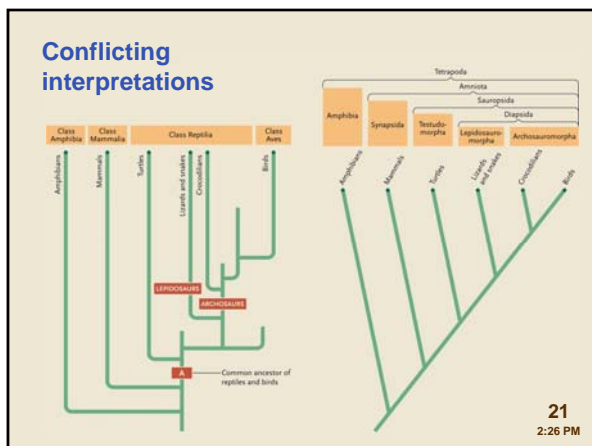 Conflicting
interpretations
Class
Amphibia
Class
Mammalia
Class Reptilia
Class
Aves
Amphibians
Mammals
Turtles
Lizards and snakes
Crocodilians
Birds
LEPIDOSAURS
ARCHOSAURS
A
Common ancestor of
reptiles and birds
Tetrapoda
Amniota
Sauropsida
Diapsida
Amphibia
Synapsida
Testudo-
morpha
Lepidosauro-
morpha
Archosauromorpha
Amphibians
Mammals
Turtles
Lizards
and snakes
Crocodilians
Birds
21
2:26 PM